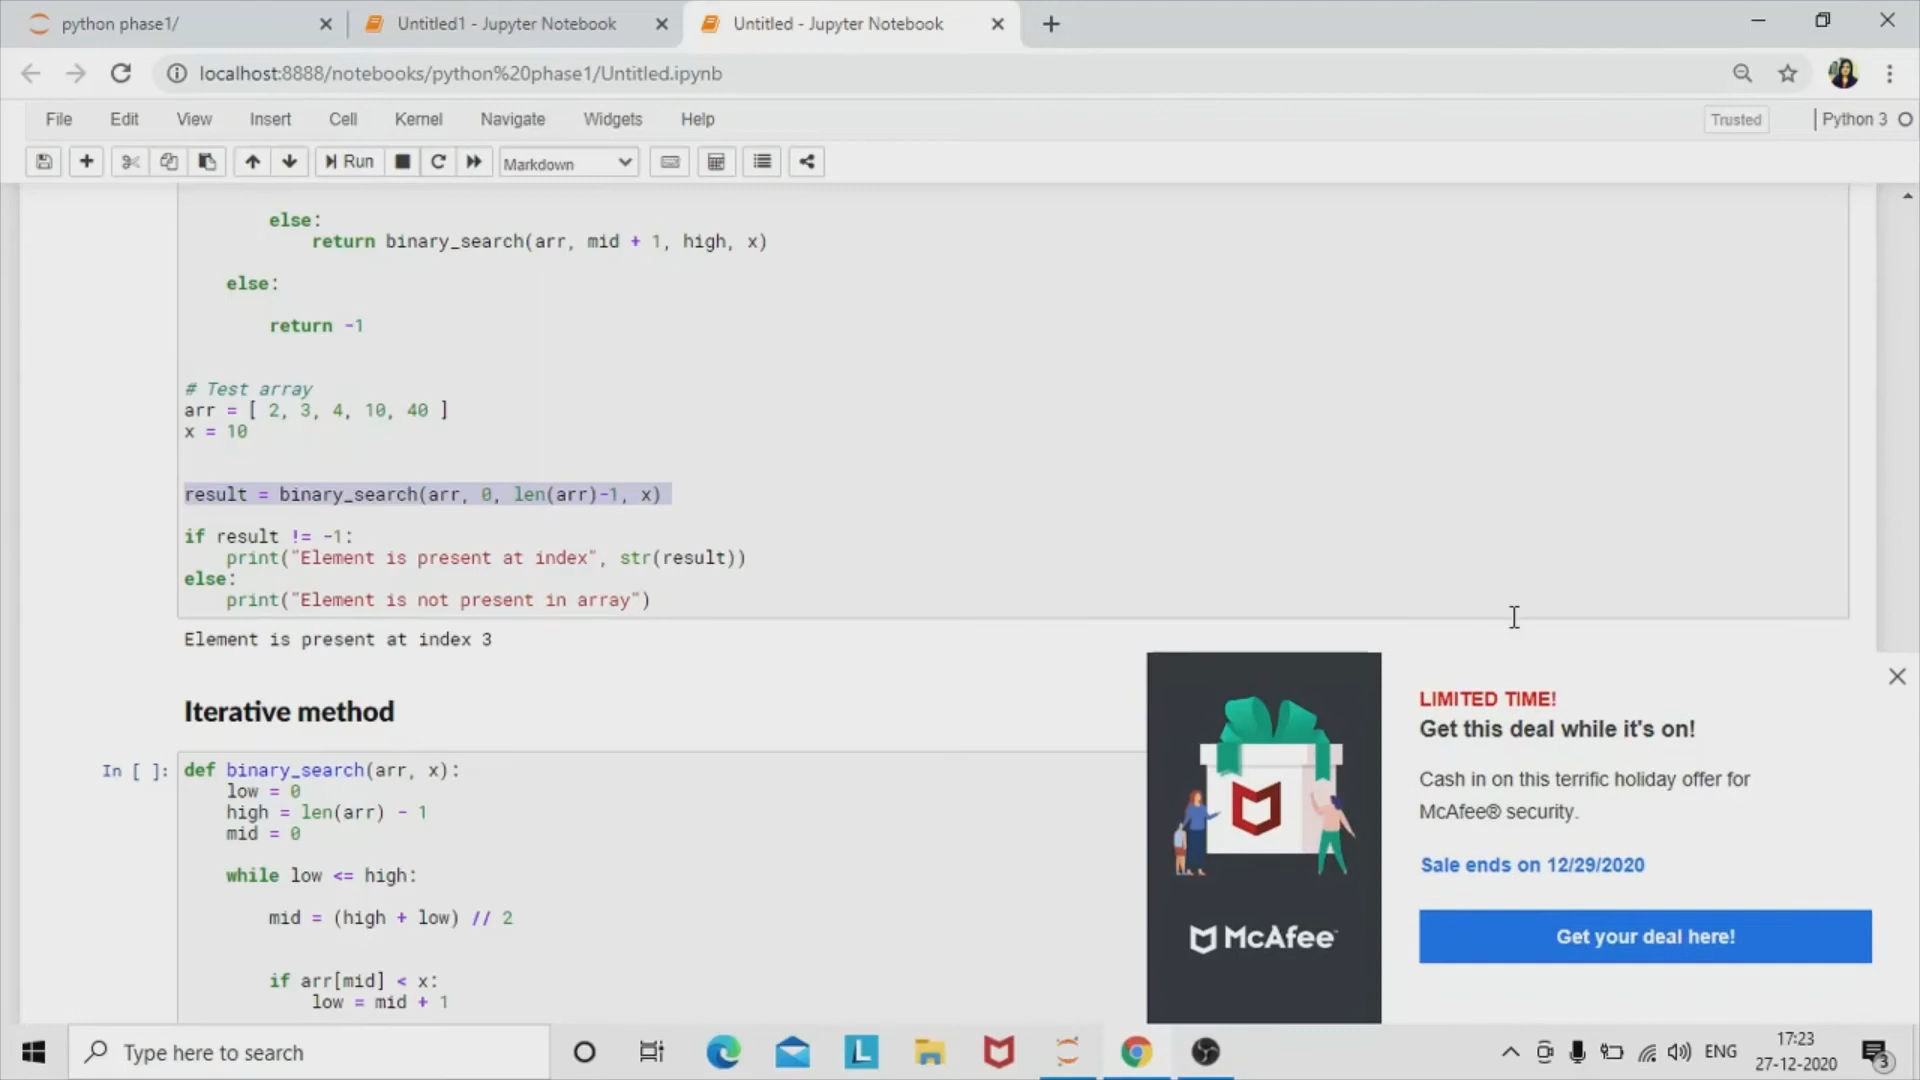 python phase1/
Untitled1 - Jupyter Notebook
Untitled - Jupyter Notebook
localhost:8888/notebooks/python%20phase1/Untitled.ipynb
File Edit View Insert Cell Kernel Navigate Widgets Help
Trusted
Python 3
Run
Markdown
else:
return binary_search(arr, mid + 1, high, x)
else:
return -1
# Test array
arr = [ 2, 3, 4, 10, 40 ]
x = 10
result = binary_search(arr, 0, len(arr)-1, x)
if result != -1:
print("Element is present at index", str(result))
else:
print("Element is not present in array")
Element is present at index 3
Iterative method
In [ ]:
def binary_search(arr, x):
low = 0
high = len(arr) - 1
mid = 0
while low <= high:
mid = (high + low) // 2
if arr[mid] < x:
low = mid + 1
McAfee™
LIMITED TIME!
Get this deal while it's on!
Cash in on this terrific holiday offer for
McAfee® security.
Sale ends on 12/29/2020
Get your deal here!
Type here to search
L
ENG
17:23
27-12-2020
3